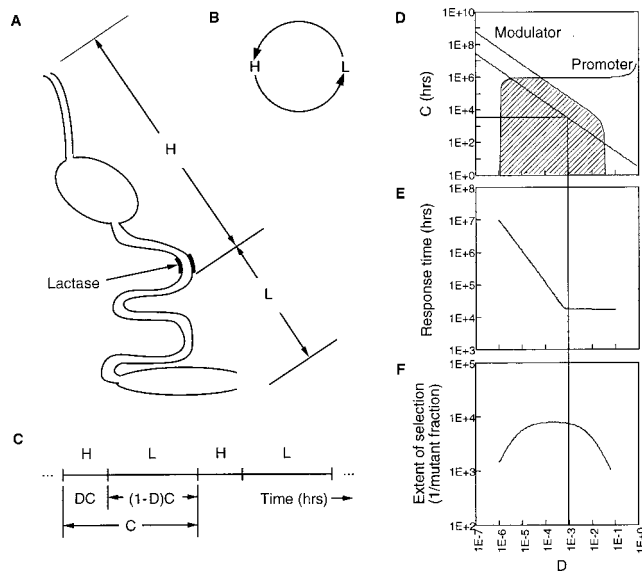 A
H
Lactase
L
B
H
L
C
H
L
H
L
...
...
DC
(1-D)C
Time (hrs)
C
D
1E+10
1E+8
1E+6
1E+4
1E+2
1E+0
C (hrs)
Modulator
Promoter
E
1E+8
1E+7
1E+6
1E+5
1E+4
1E+3
Response time (hrs)
F
1E+5
1E+4
1E+3
1E+2
Extent of selection
(1/mutant fraction)
1E-7
1E-6
1E-5
1E-4
1E-3
1E-2
1E-1
1E+0
D